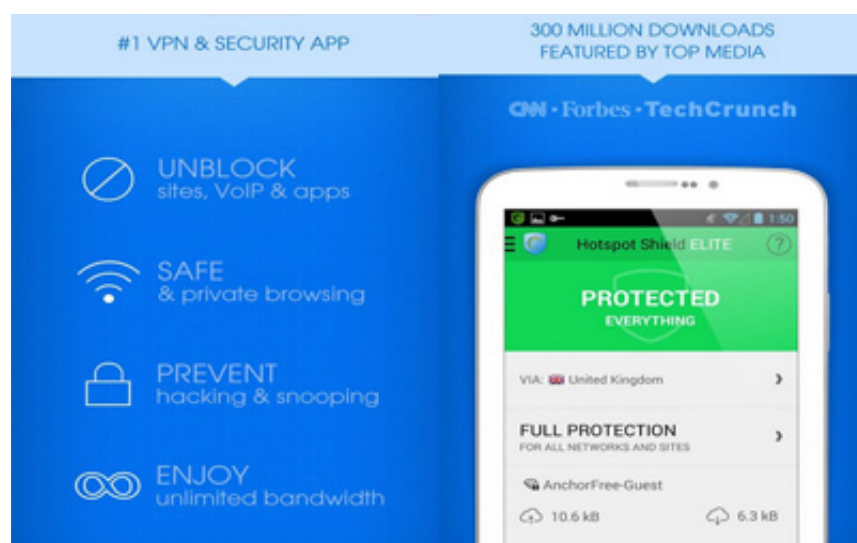 #1 VPN & SECURITY APP
UNBLOCK
sites, VoIP & apps
SAFE
& private browsing
PREVENT
hacking & snooping
ENJOY
unlimited bandwidth
300 MILLION DOWNLOADS
FEATURED BY TOP MEDIA
CNN • Forbes • TechCrunch
1:50
Hotspot Shield ELITE ?
PROTECTED
EVERYTHING
VIA: United Kingdom
FULL PROTECTION
FOR ALL NETWORKS AND SITES
AnchorFree-Guest
10.6 kB 6.3 kB